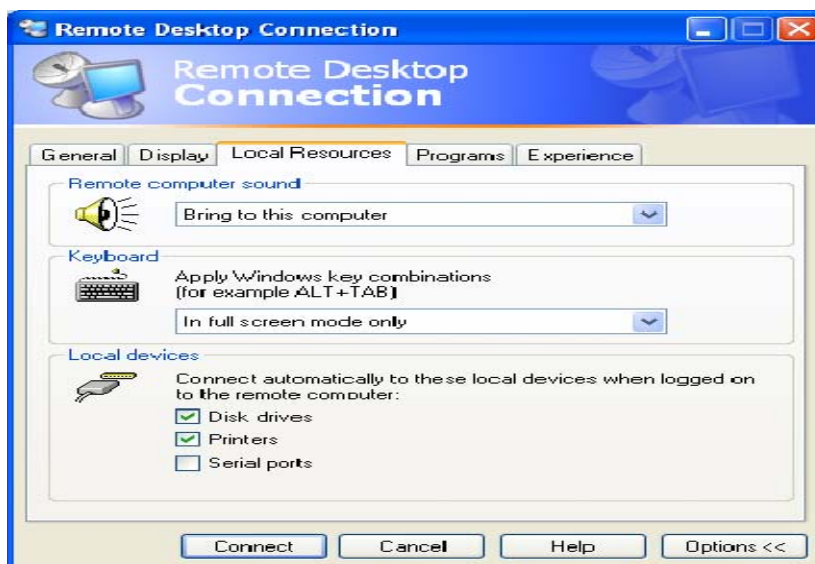 Remote Desktop Connection
Remote Desktop
Connection
General Display Local Resources Programs Experience
Remote computer sound
Bring to this computer
Keyboard
Apply Windows key combinations
(for example ALT+TAB)
In full screen mode only
Local devices
Connect automatically to these local devices when logged on
to the remote computer:
Disk drives
Printers
Serial ports
Connect Cancel Help Options <<